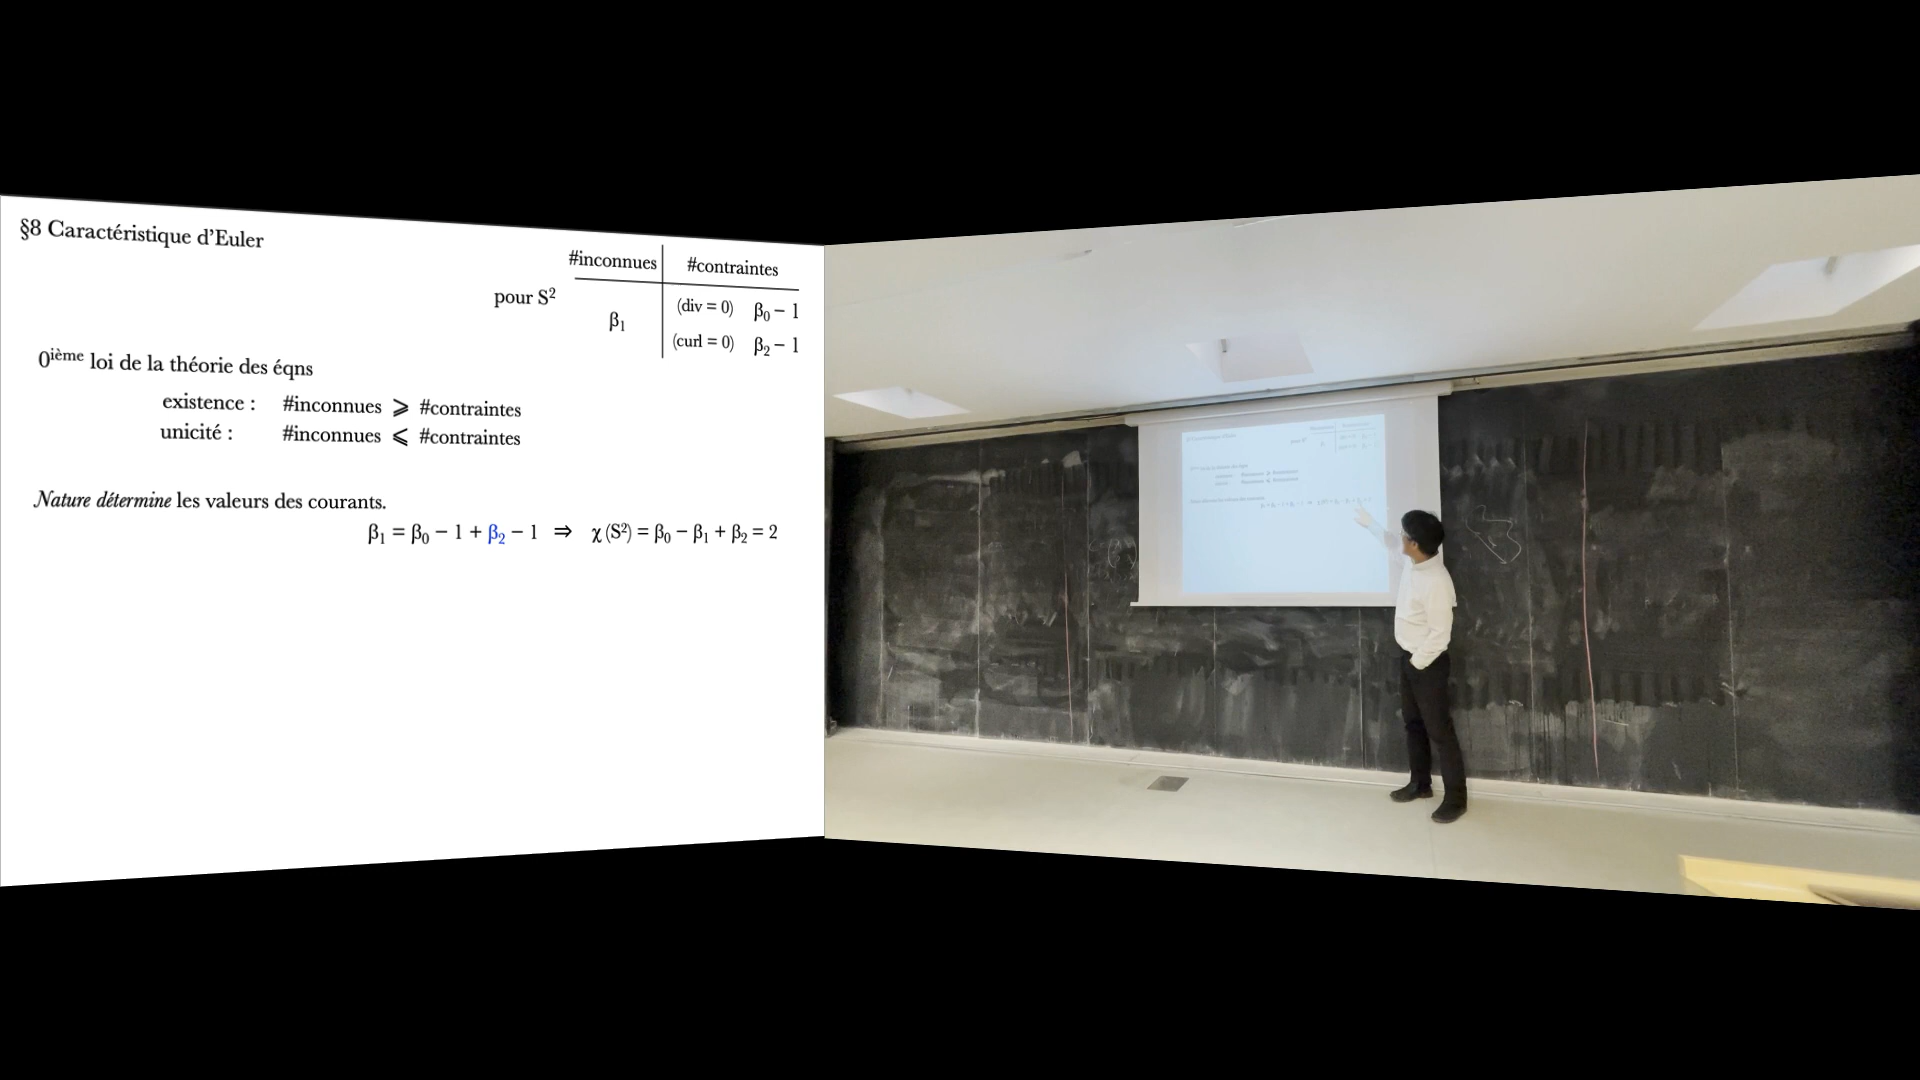 §8 Caractéristique d'Euler
#inconnues #contraintes
pour S² β₁ (div = 0) β₀ − 1
(curl = 0) β₂ − 1
0ième loi de la théorie des éqns
existence : #inconnues ⩾ #contraintes
unicité : #inconnues ⩽ #contraintes
Nature détermine les valeurs des courants.
β₁ = β₀ − 1 + β₂ − 1 ⇒ χ (S²) = β₀ − β₁ + β₂ = 2